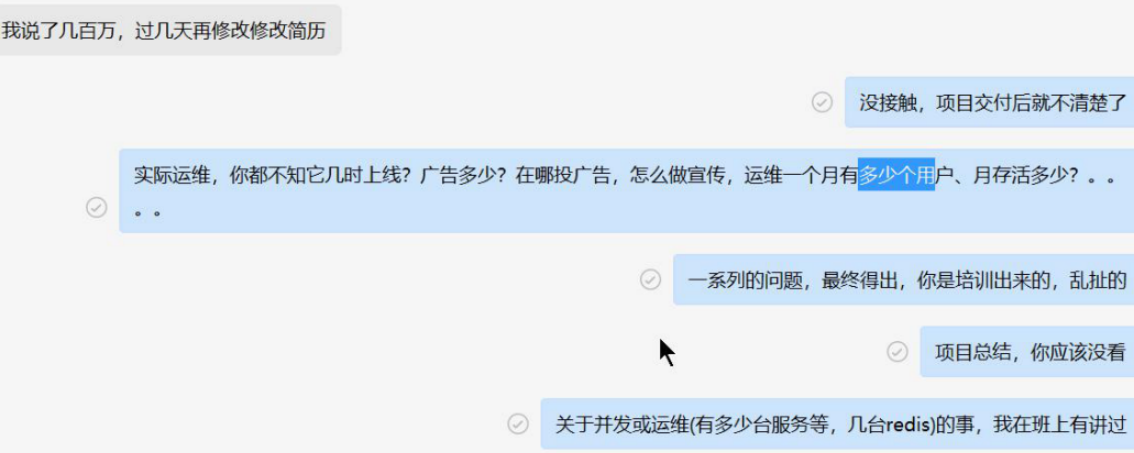 我说了几百万，过几天再修改修改简历
没接触，项目交付后就不清楚了
实际运维，你都不知它几时上线？广告多少？在哪投广告，怎么做宣传，运维一个月有多少个用户、月存活多少？。。
。。
一系列的问题，最终得出，你是培训出来的，乱扯的
项目总结，你应该没看
关于并发或运维(有多少台服务等，几台redis)的事，我在班上有讲过